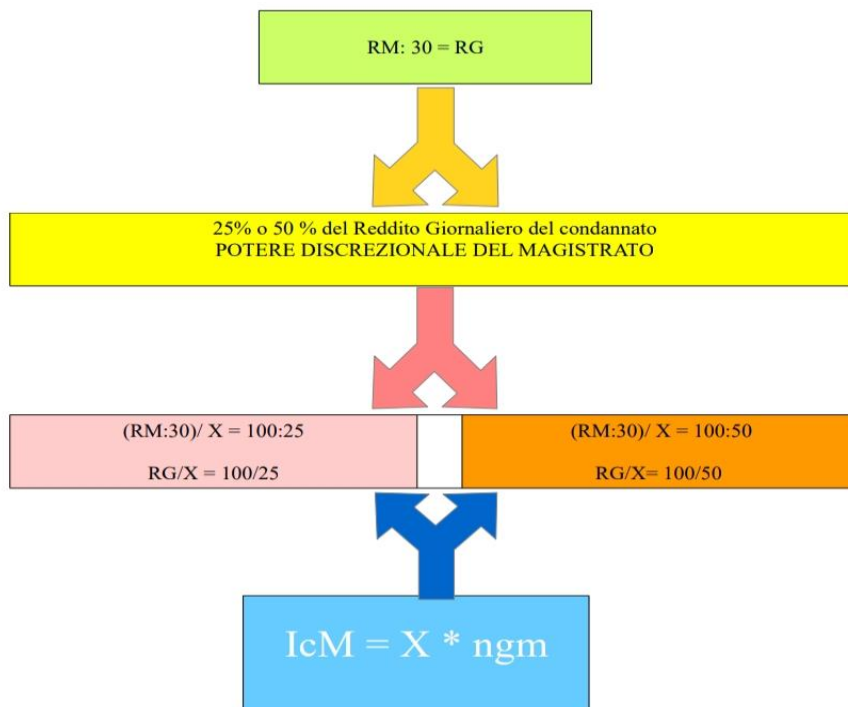 RM: 30 = RG
25% o 50 % del Reddito Giornaliero del condannato
POTERE DISCREZIONALE DEL MAGISTRATO
(RM:30)/ X = 100:25
RG/X = 100/25
(RM:30)/ X = 100:50
RG/X= 100/50
IcM = X * ngm